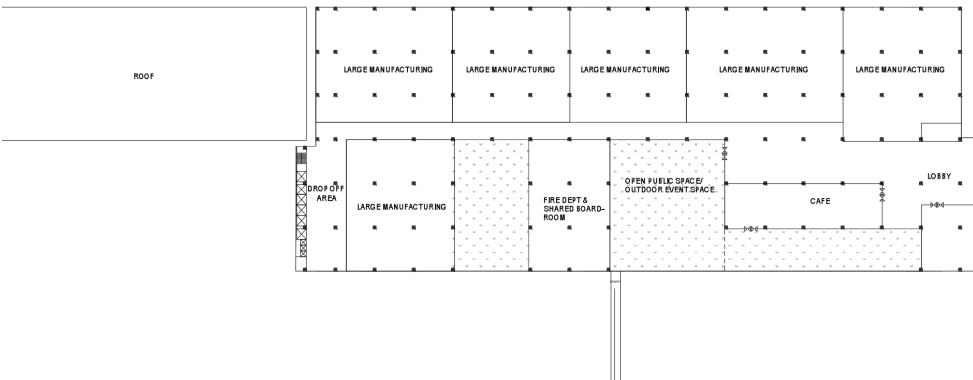 ROOF
LARGE MANUFACTURING
LARGE MANUFACTURING
LARGE MANUFACTURING
LARGE MANUFACTURING
LARGE MANUFACTURING
DROP OFF
AREA
LARGE MANUFACTURING
FIRE DEPT &
SHARED BOARD-
ROOM
OPEN PUBLIC SPACE/
OUTDOOR EVENT SPACE
CAFE
LOBBY